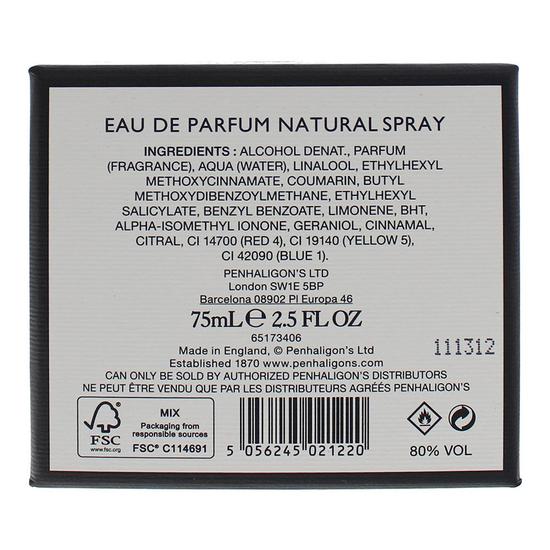 EAU DE PARFUM NATURAL SPRAY
INGREDIENTS : ALCOHOL DENAT., PARFUM
(FRAGRANCE), AQUA (WATER), LINALOOL, ETHYLHEXYL
METHOXYCINNAMATE, COUMARIN, BUTYL
METHOXYDIBENZOYLMETHANE, ETHYLHEXYL
SALICYLATE, BENZYL BENZOATE, LIMONENE, BHT,
ALPHA-ISOMETHYL IONONE, GERANIOL, CINNAMAL,
CITRAL, CI 14700 (RED 4), CI 19140 (YELLOW 5),
CI 42090 (BLUE 1).
PENHALIGON'S LTD
London SW1E 5BP
Barcelona 08902 Pl Europa 46
75mL ℮ 2.5 FL OZ
65173406
111312
Made in England, © Penhaligon's Ltd
Established 1870 www.penhaligons.com
CAN ONLY BE SOLD BY AUTHORIZED PENHALIGON'S DISTRIBUTORS
NE PEUT ÊTRE VENDU QUE PAR LES DISTRIBUTEURS AGRÉÉS PENHALIGON'S
FSC
www.fsc.org
MIX
Packaging from
responsible sources
FSC® C114691
5 056245 021220
80% VOL